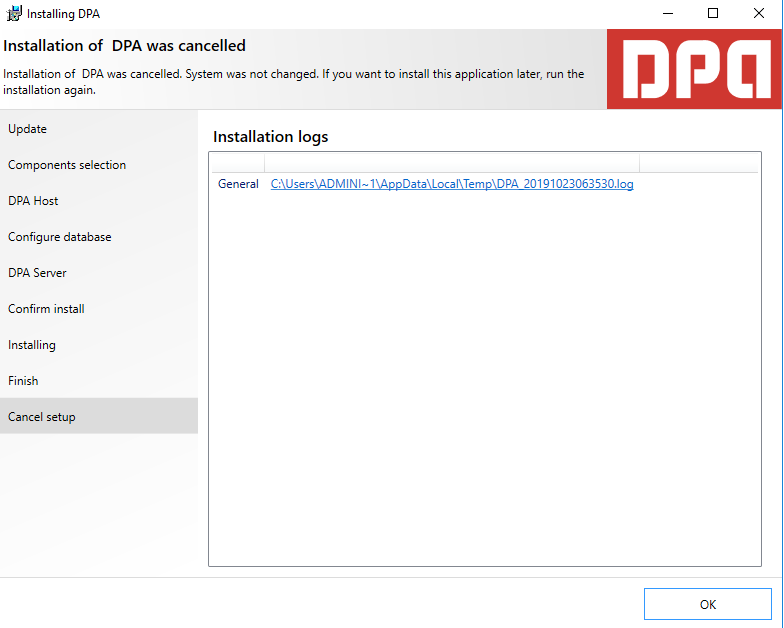 Installing DPA
Installation of  DPA was cancelled
Installation of  DPA was cancelled. System was not changed. If you want to install this application later, run the
installation again.
DPA
Update
Components selection
DPA Host
Configure database
DPA Server
Confirm install
Installing
Finish
Cancel setup
Installation logs
General C:\Users\ADMINI~1\AppData\Local\Temp\DPA_20191023063530.log
OK